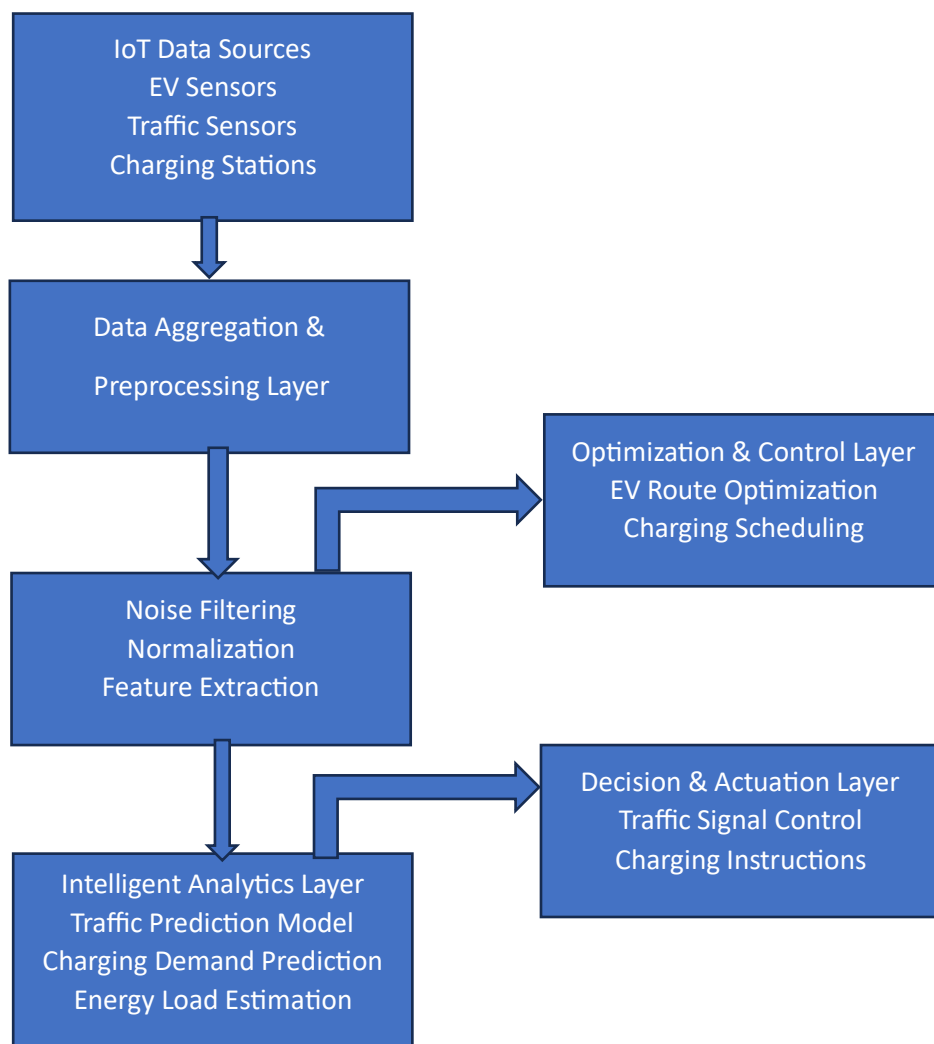 IoT Data Sources
EV Sensors
Traffic Sensors
Charging Stations
Data Aggregation &
Preprocessing Layer
Optimization & Control Layer
EV Route Optimization
Charging Scheduling
Noise Filtering
Normalization
Feature Extraction
Decision & Actuation Layer
Traffic Signal Control
Charging Instructions
Intelligent Analytics Layer
Traffic Prediction Model
Charging Demand Prediction
Energy Load Estimation